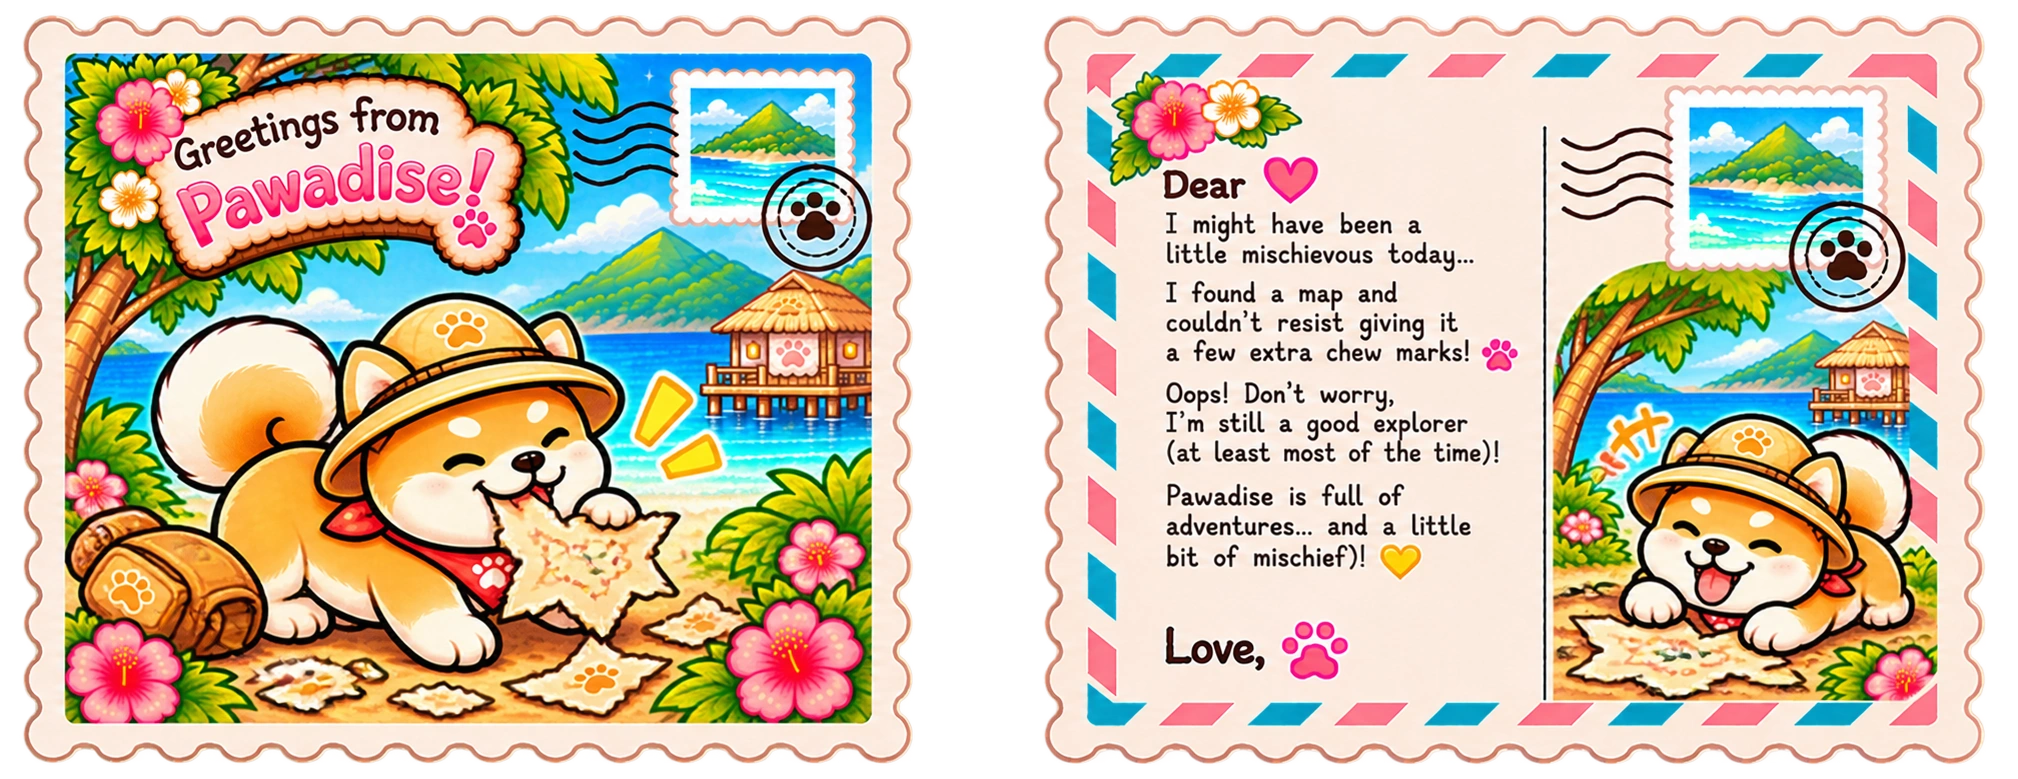 Greetings from
Pawadise!
Dear
I might have been a
little mischievous today...
I found a map and
couldn't resist giving it
a few extra chew marks!
Oops! Don't worry,
I'm still a good explorer
(at least most of the time)!
Pawadise is full of
adventures... and a little
bit of mischief)!
Love,